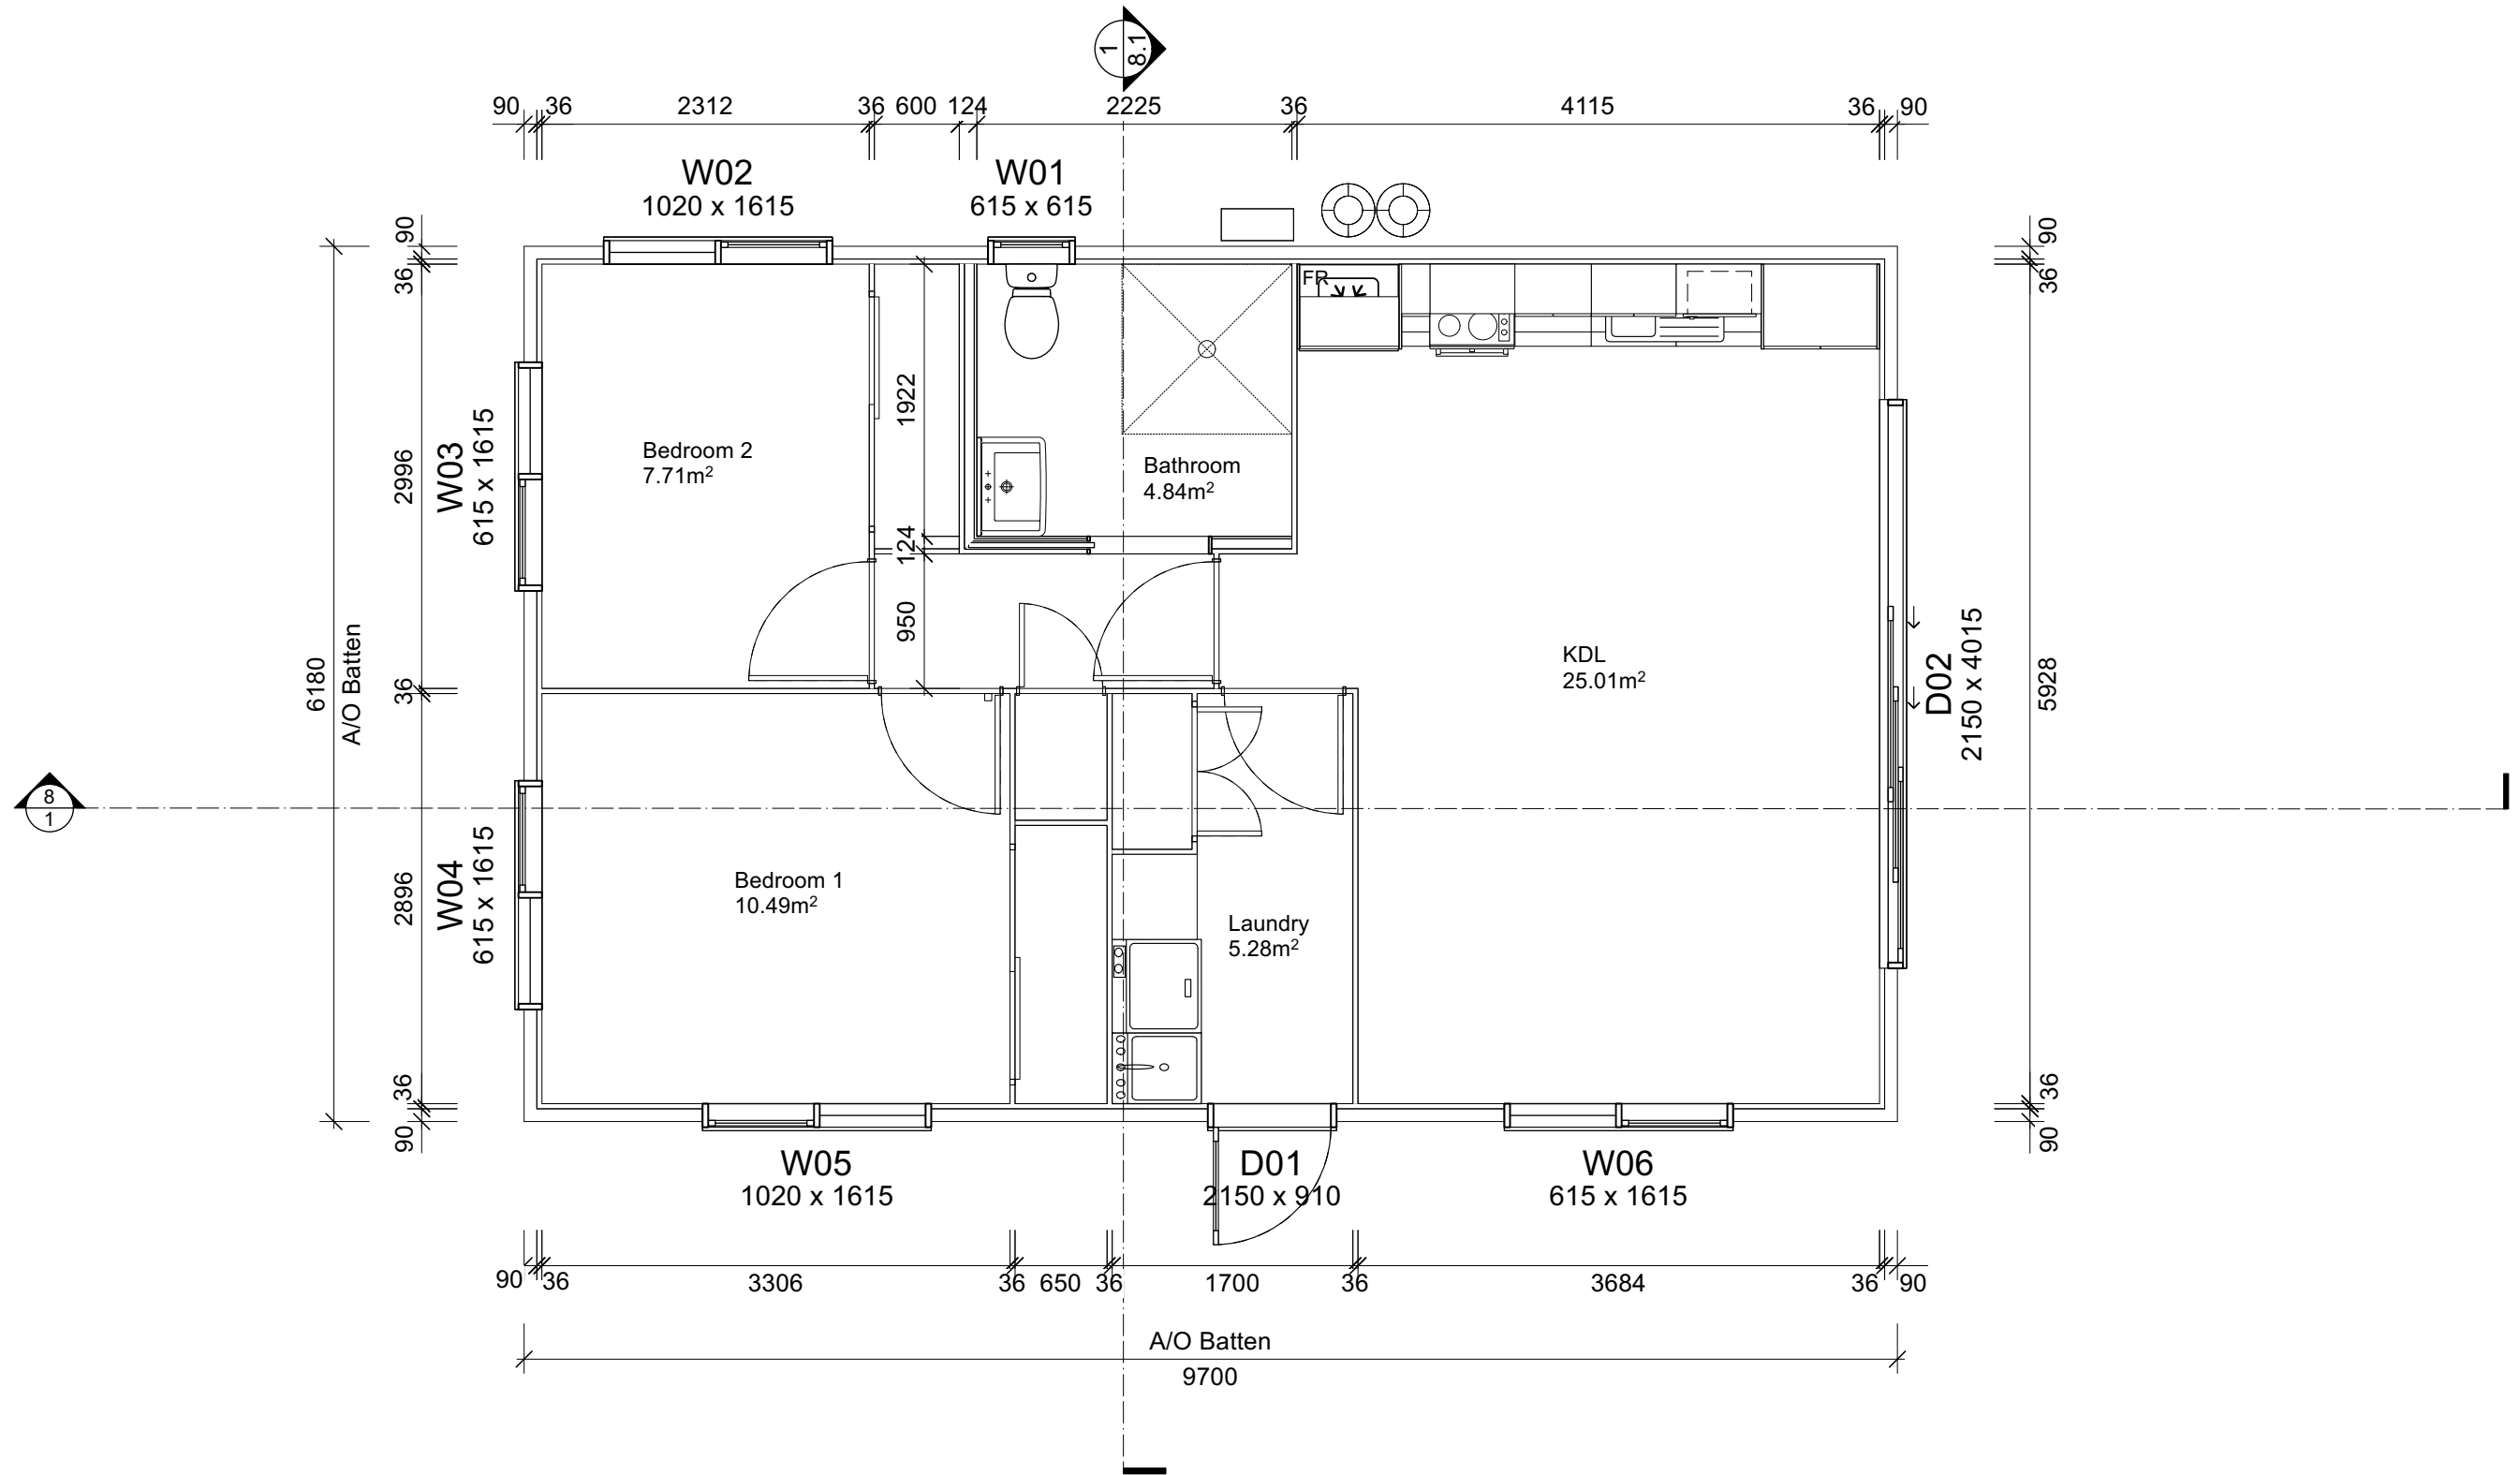 1
8.1
90 36 2312 36 600 124 2225 36 4115 36 90
W02
1020 x 1615
W01
615 x 615
90
36
2996
36
2896
36
90
6180
A/O Batten
W03
615 x 1615
W04
615 x 1615
FR
1922
124
950
Bedroom 2
7.71m²
Bathroom
4.84m²
KDL
25.01m²
D02
2150 x 4015
90
36
5928
36
90
8
1
Bedroom 1
10.49m²
Laundry
5.28m²
W05
1020 x 1615
D01
2150 x 910
W06
615 x 1615
90 36 3306 36 650 36 1700 36 3684 36 90
A/O Batten
9700